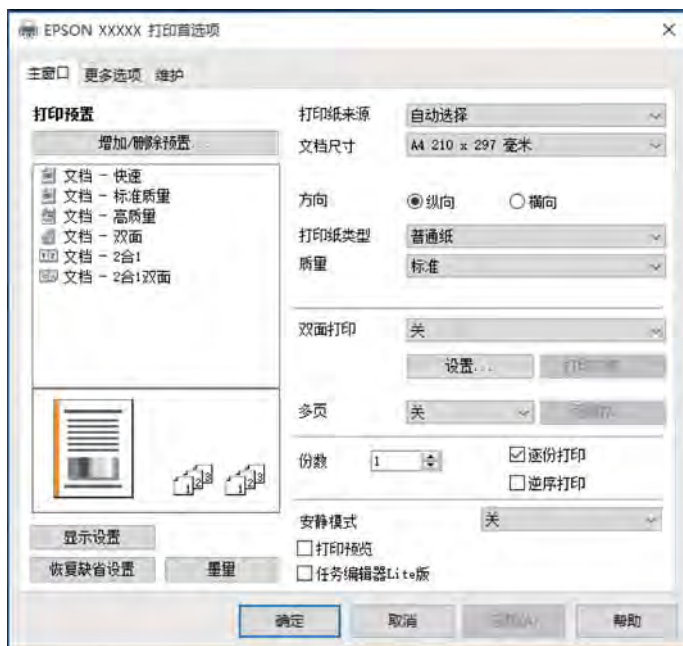 EPSON XXXXX 打印首选项
主窗口 更多选项 维护
打印预置
增加/删除预置...
文档 - 快速
文档 - 标准质量
文档 - 高质量
文档 - 双面
文档 - 2合1
文档 - 2合1双面
显示设置
恢复缺省设置 墨量
打印纸来源 自动选择
文档尺寸 A4 210 x 297 毫米
方向 纵向 横向
打印纸类型 普通纸
质量 标准
双面打印 关
设置...
多页 关
份数 1 逐份打印
逆序打印
安静模式 关
打印预览
任务编辑器Lite版
确定 取消 帮助